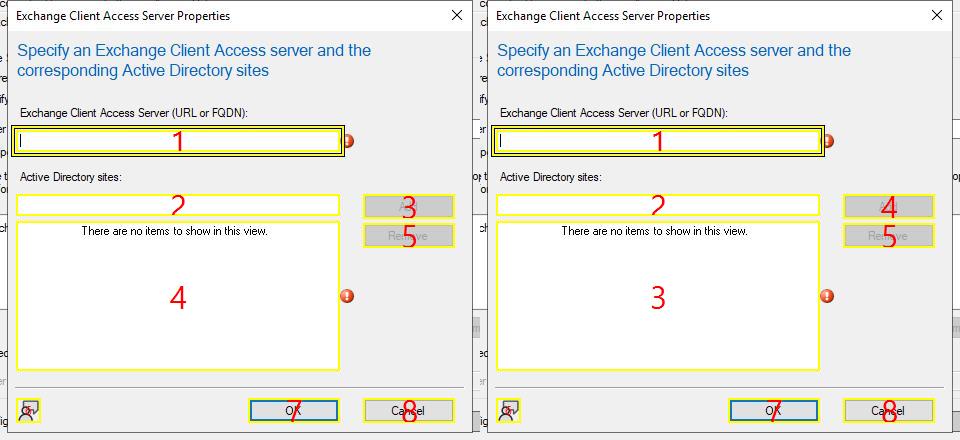 Exchange Client Access Server Properties
Specify an Exchange Client Access server and the
corresponding Active Directory sites
Exchange Client Access Server (URL or FQDN):
1
Active Directory sites:
2
3
There are no items to show in this view.
Remove
5
4
OK
7
Cancel
8
Exchange Client Access Server Properties
Specify an Exchange Client Access server and the
corresponding Active Directory sites
Exchange Client Access Server (URL or FQDN):
1
Active Directory sites:
2
4
There are no items to show in this view.
Remove
5
3
OK
7
Cancel
8